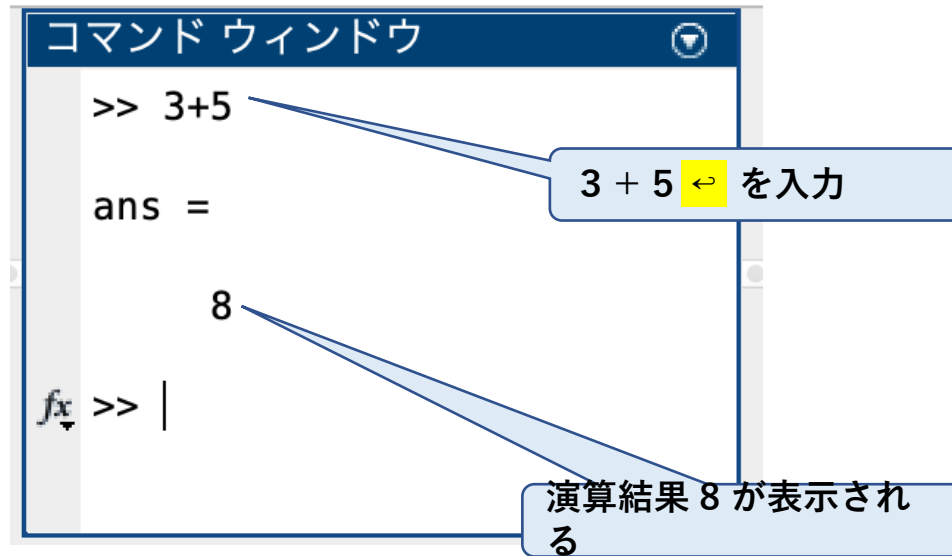 コマンド ウィンドウ
>> 3+5
3 + 5 ↩ を入力
ans =
8
fx >>
演算結果 8 が表示され
る